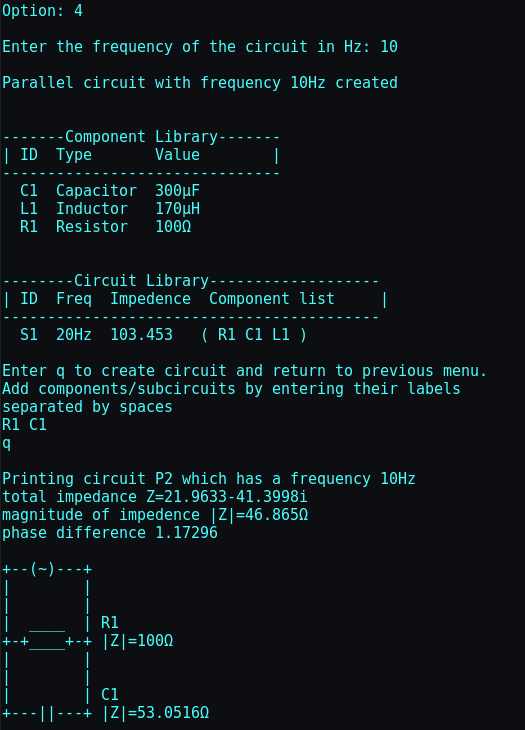 Option: 4
Enter the frequency of the circuit in Hz: 10
Parallel circuit with frequency 10Hz created
-------Component Library-------
| ID  Type       Value        |
-------------------------------
  C1  Capacitor  300µF
  L1  Inductor   170µH
  R1  Resistor   100Ω
--------Circuit Library-------------------
| ID  Freq  Impedence  Component list     |
------------------------------------------
  S1  20Hz  103.453   ( R1 C1 L1 )
Enter q to create circuit and return to previous menu.
Add components/subcircuits by entering their labels
separated by spaces
R1 C1
q
Printing circuit P2 which has a frequency 10Hz
total impedance Z=21.9633-41.3998i
magnitude of impedence |Z|=46.865Ω
phase difference 1.17296
+--(~)---+
|        |
|        |
|  ____  | R1
+-+____+-+ |Z|=100Ω
|        |
|        |
|        | C1
+---||---+ |Z|=53.0516Ω